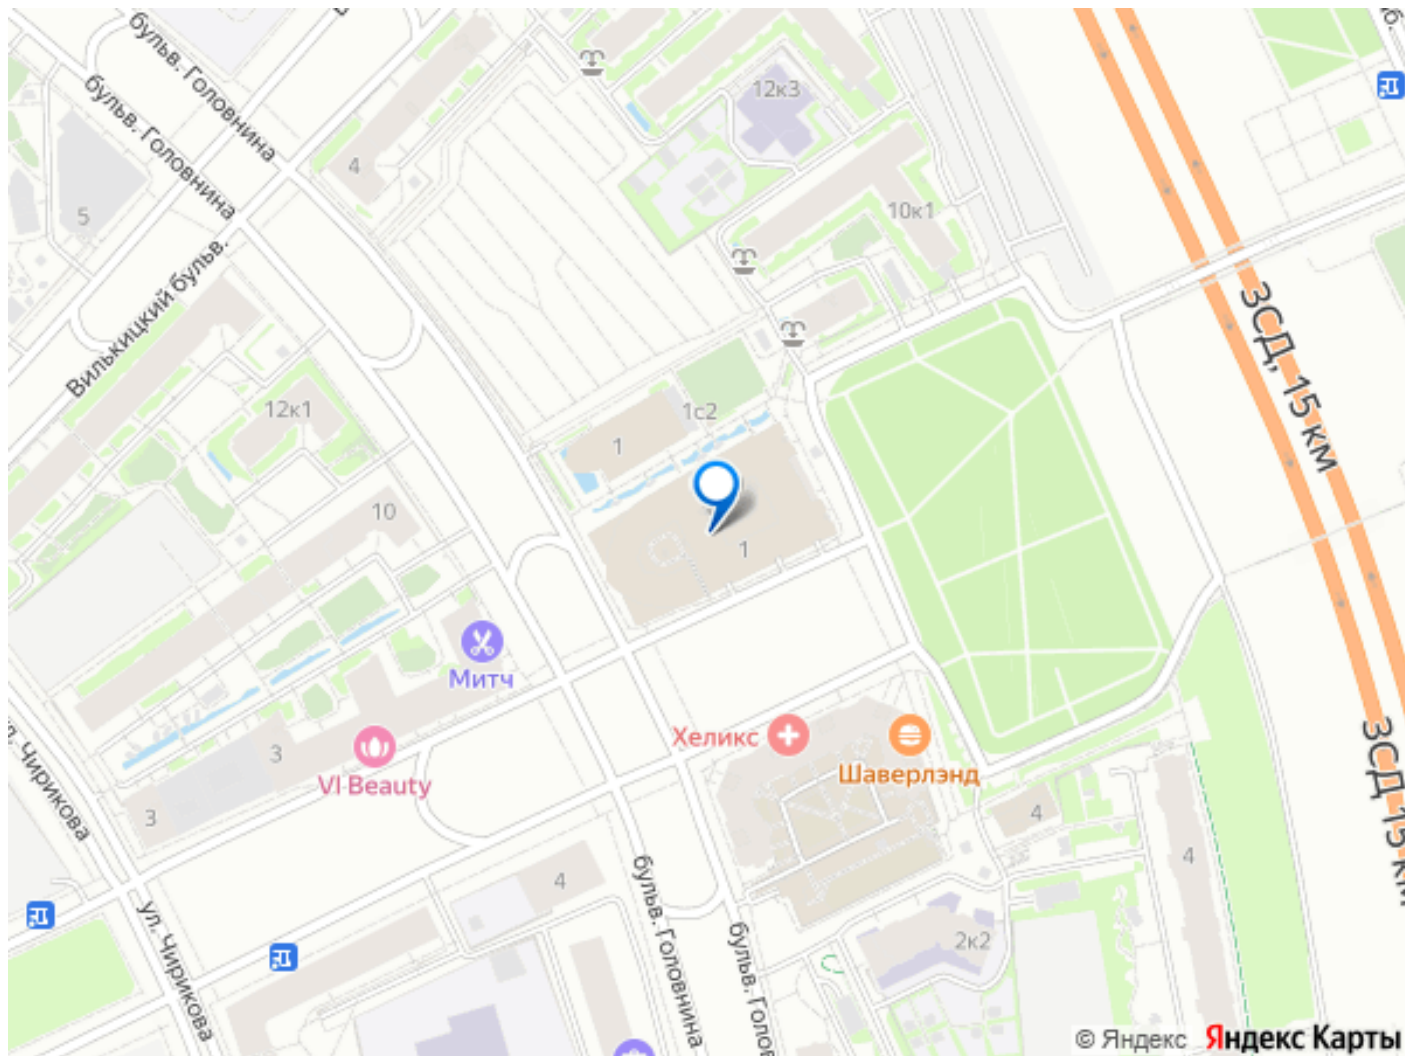 бульв. Головнина
бульв. Головнина
12к3
4
5
10к1
Вилькицкий бульв.
ЗСД, 15 км
12к1
1с2
1
10
1
Митч
Хеликс
Шаверлэнд
3
VI Beauty
3
4
4
ЗСД 15 км
ул. Чирикова
4
бульв. Головнина
бульв. Голов
2к2
ул. Чирикова
© Яндекс Яндекс Карты